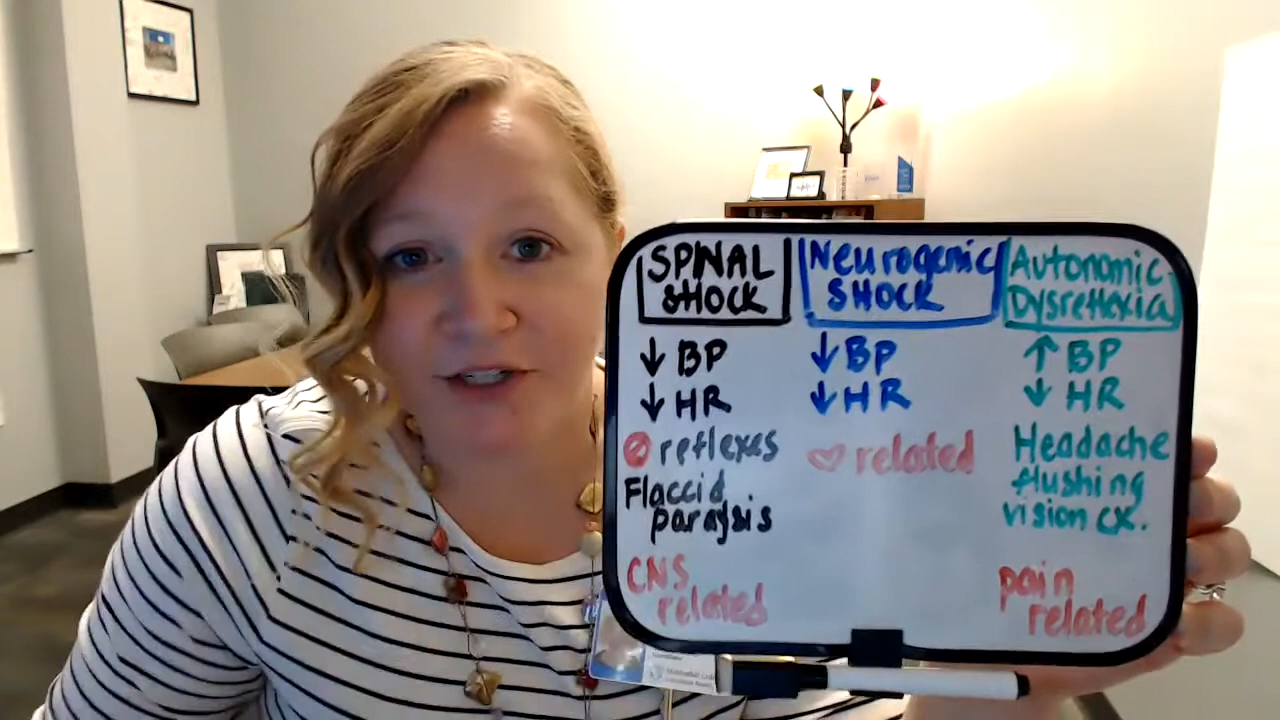 SPINAL
SHOCK
↓ BP
↓ HR
🚫 reflexes
Flaccid
paralysis
CNS
related
Neurogenic
SHOCK
↓ BP
↓ HR
♡ related
Autonomic
Dysreflexia
↑ BP
↓ HR
Headache
flushing
vision cx.
pain
related